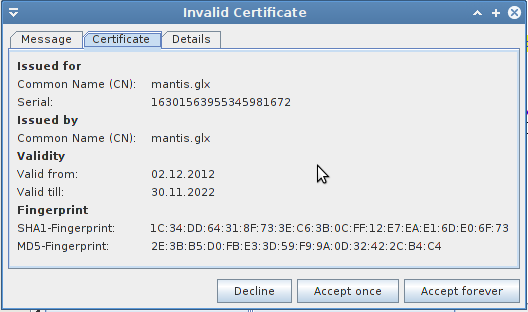 Invalid Certificate
Message Certificate Details
Issued for
Common Name (CN): mantis.glx
Serial: 16301563955345981672
Issued by
Common Name (CN): mantis.glx
Validity
Valid from: 02.12.2012
Valid till: 30.11.2022
Fingerprint
SHA1-Fingerprint: 1C:34:DD:64:31:8F:73:3E:C6:3B:0C:FF:12:E7:EA:E1:6D:E0:6F:73
MD5-Fingerprint: 2E:3B:B5:D0:FB:E3:3D:59:F9:9A:0D:32:42:2C:B4:C4
Decline Accept once Accept forever